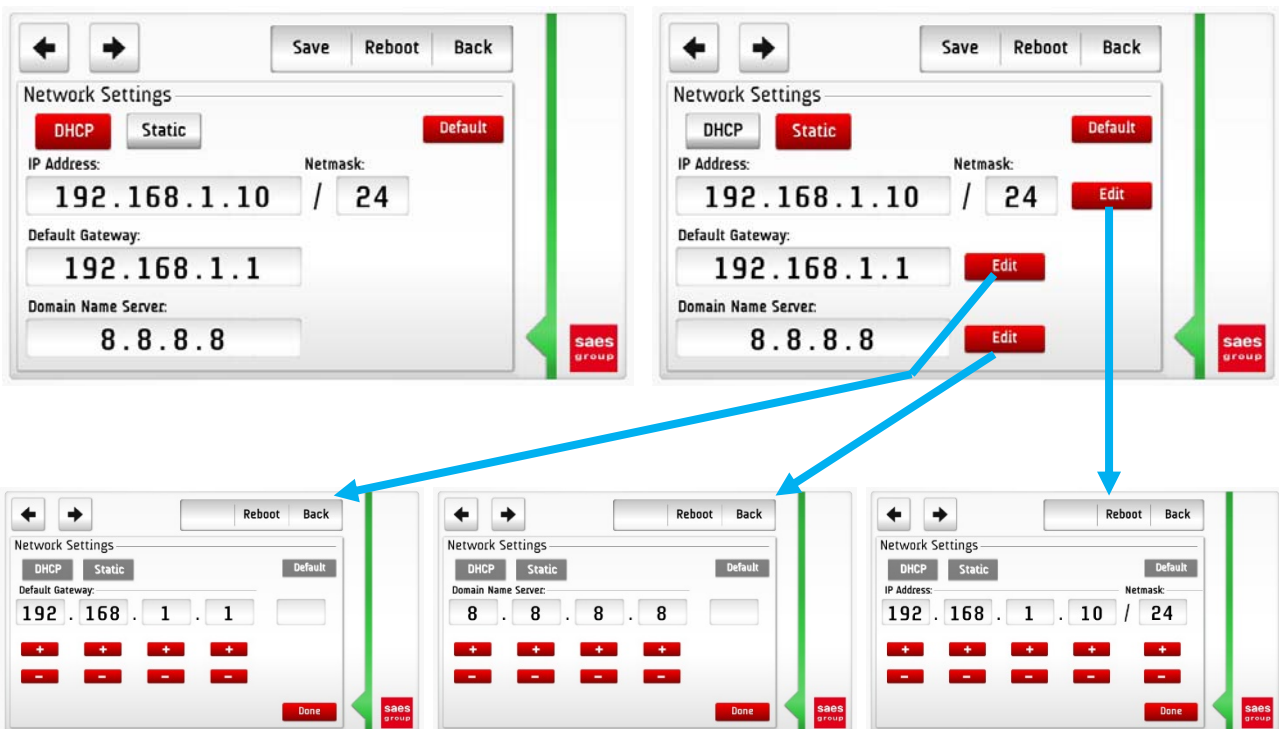 Save Reboot Back
Network Settings
DHCP Static Default
IP Address: Netmask:
192.168.1.10 / 24
Default Gateway:
192.168.1.1
Domain Name Server:
8.8.8.8
saes
group
Save Reboot Back
Network Settings
DHCP Static Default
IP Address: Netmask:
192.168.1.10 / 24 Edit
Default Gateway:
192.168.1.1 Edit
Domain Name Server:
8.8.8.8 Edit
saes
group
Reboot Back
Network Settings
DHCP Static Default
Default Gateway:
192 . 168 . 1 . 1
+ + + +
- - - -
Done
saes
group
Reboot Back
Network Settings
DHCP Static Default
Domain Name Server:
8 . 8 . 8 . 8
+ + + +
- - - -
Done
saes
group
Reboot Back
Network Settings
DHCP Static Default
IP Address: Netmask:
192 . 168 . 1 . 10 / 24
+ + + + +
- - - - -
Done
saes
group